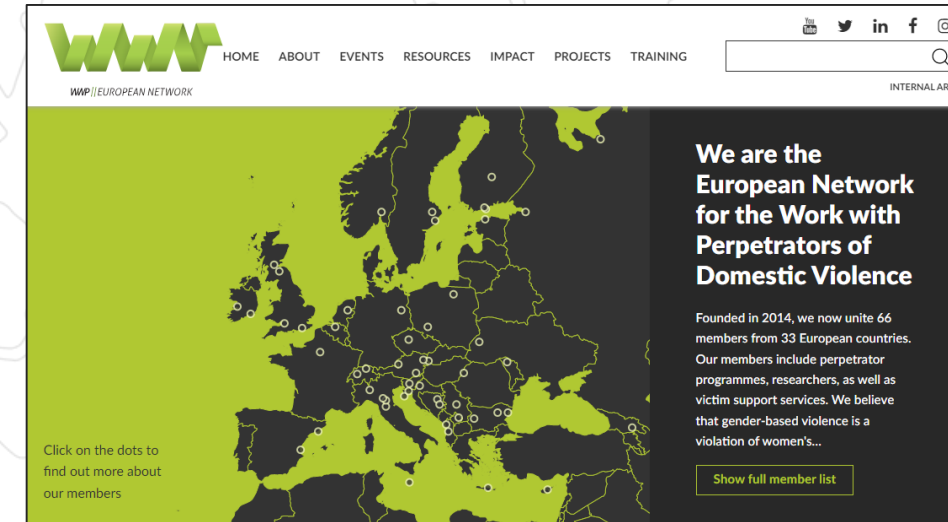 You Tube
HOME ABOUT EVENTS RESOURCES IMPACT PROJECTS TRAINING
WWP||EUROPEAN NETWORK
INTERNAL AR
We are the
European Network
for the Work with
Perpetrators of
Domestic Violence
Founded in 2014, we now unite 66
members from 33 European countries.
Our members include perpetrator
programmes, researchers, as well as
victim support services. We believe
that gender-based violence is a
violation of women's...
Show full member list
Click on the dots to
find out more about
our members